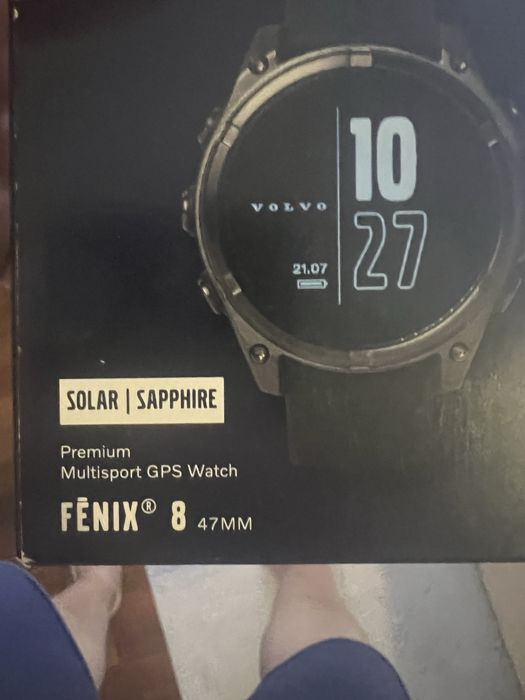 10
VOLVO
27
21.07
SOLAR | SAPPHIRE
Premium
Multisport GPS Watch
FĒNIX® 8 47MM